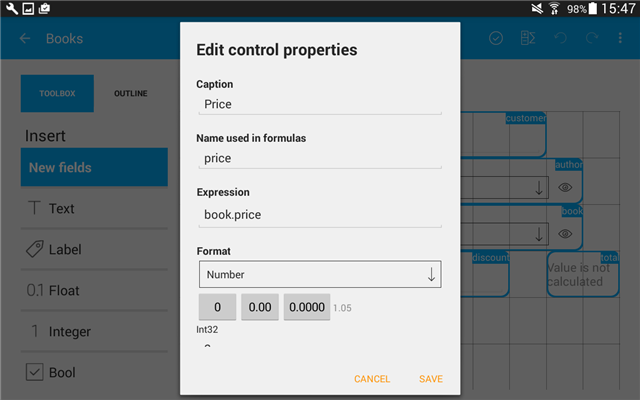 98% 15:47
Books
TOOLBOX OUTLINE
Insert
New fields
Text
Label
0.1 Float
1 Integer
Bool
Edit control properties
Caption
Price
Name used in formulas
price
Expression
book.price
Format
Number
0 0.00 0.0000 1.05
Int32
CANCEL SAVE
customer
author
book
discount total
Value is not
calculated